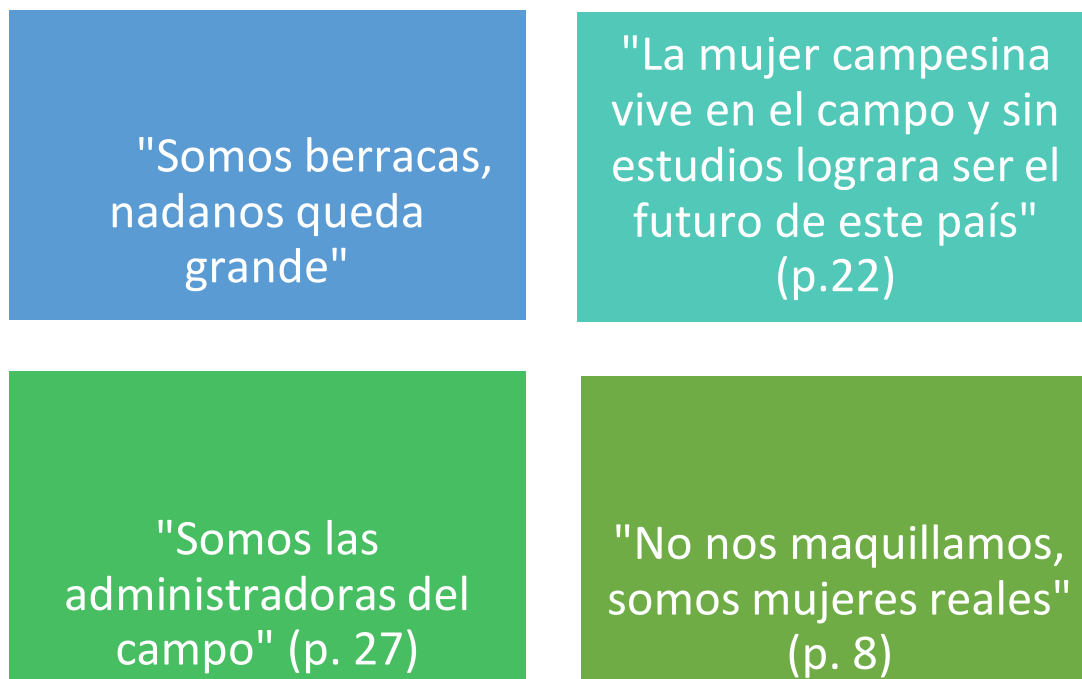 "Somos berracas,
nadanos queda
grande"
"La mujer campesina
vive en el campo y sin
estudios lograra ser el
futuro de este país"
(p.22)
"Somos las
administradoras del
campo" (p. 27)
"No nos maquillamos,
somos mujeres reales"
(p. 8)